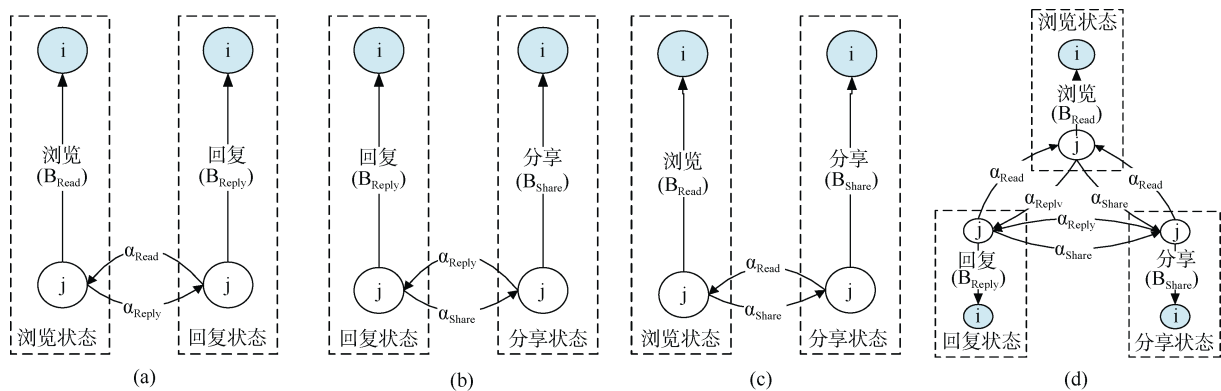 i
i
浏览
(B_Read)
回复
(B_Reply)
α_Read
j
j
α_Reply
浏览状态
回复状态
(a)
i
i
回复
(B_Reply)
分享
(B_Share)
α_Reply
j
j
α_Share
回复状态
分享状态
(b)
i
i
浏览
(B_Read)
分享
(B_Share)
α_Read
j
j
α_Share
浏览状态
分享状态
(c)
浏览状态
i
浏览
(B_Read)
j
α_Read
α_Read
α_Reply
α_Share
α_Reply
j
j
α_Share
回复
(B_Reply)
分享
(B_Share)
i
i
回复状态
分享状态
(d)